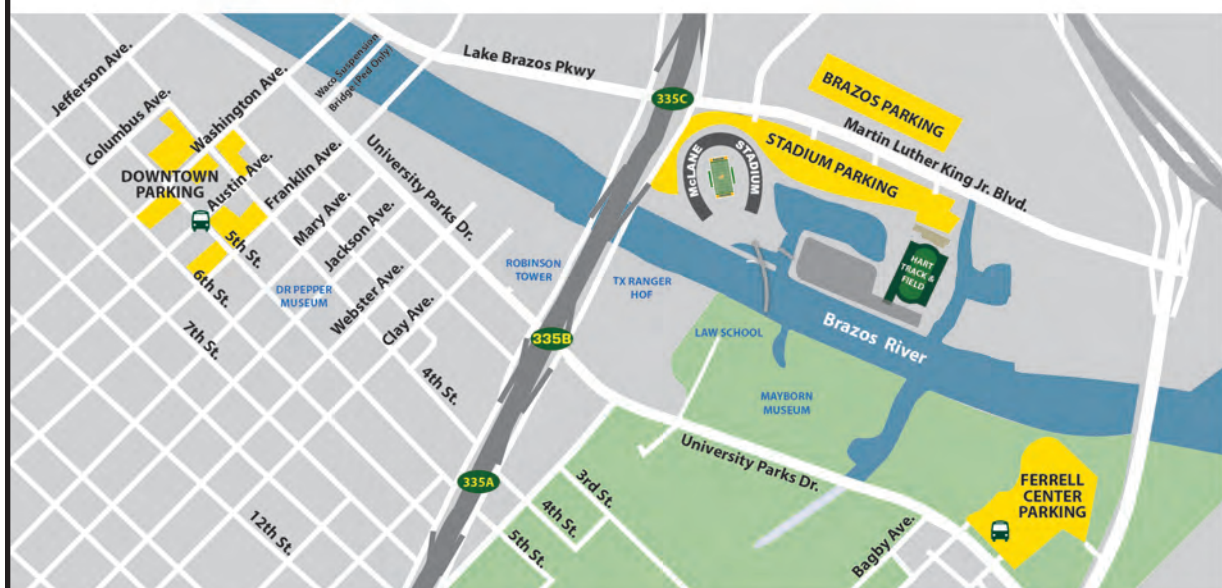 Jefferson Ave.
Columbus Ave.
Washington Ave.
Waco Suspension
Bridge (Ped Only)
Lake Brazos Pkwy
335C
BRAZOS PARKING
Martin Luther King Jr. Blvd.
STADIUM PARKING
McLANE
STADIUM
DOWNTOWN
PARKING
Austin Ave.
Franklin Ave.
University Parks Dr.
Mary Ave.
Jackson Ave.
5th St.
6th St.
7th St.
DR PEPPER
MUSEUM
Webster Ave.
Clay Ave.
ROBINSON
TOWER
TX RANGER
HOF
HART
TRACK &
FIELD
Brazos River
335B
LAW SCHOOL
4th St.
MAYBORN
MUSEUM
University Parks Dr.
335A
3rd St.
4th St.
5th St.
12th St.
Bagby Ave.
FERRELL
CENTER
PARKING